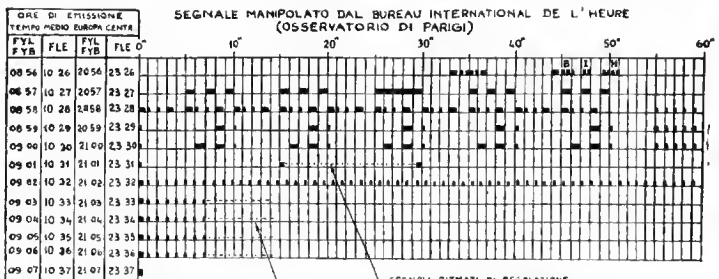 ORE DI EMISSIONE
TEMPO MEDIO EUROPA CENTR.
SEGNALE MANIPOLATO DAL BUREAU INTERNATIONAL DE L'HEURE
(OSSERVATORIO DI PARIGI)
FYL FYB FLE FYL FYB FLE 0" 10" 20" 30" 40" 50" 60"
08 56 10 26 20 56 23 26 B I H
08 57 10 27 20 57 23 27
08 58 10 28 20 58 23 28
08 59 10 29 20 59 23 29
09 00 10 30 21 00 23 30
09 01 10 31 21 01 23 31
09 02 10 32 21 02 23 32
09 03 10 33 21 03 23 33
09 04 10 34 21 04 23 34
09 05 10 35 21 05 23 35
09 06 10 36 21 06 23 36
09 07 10 37 21 07 23 37
SEGNALI RITMATI DI